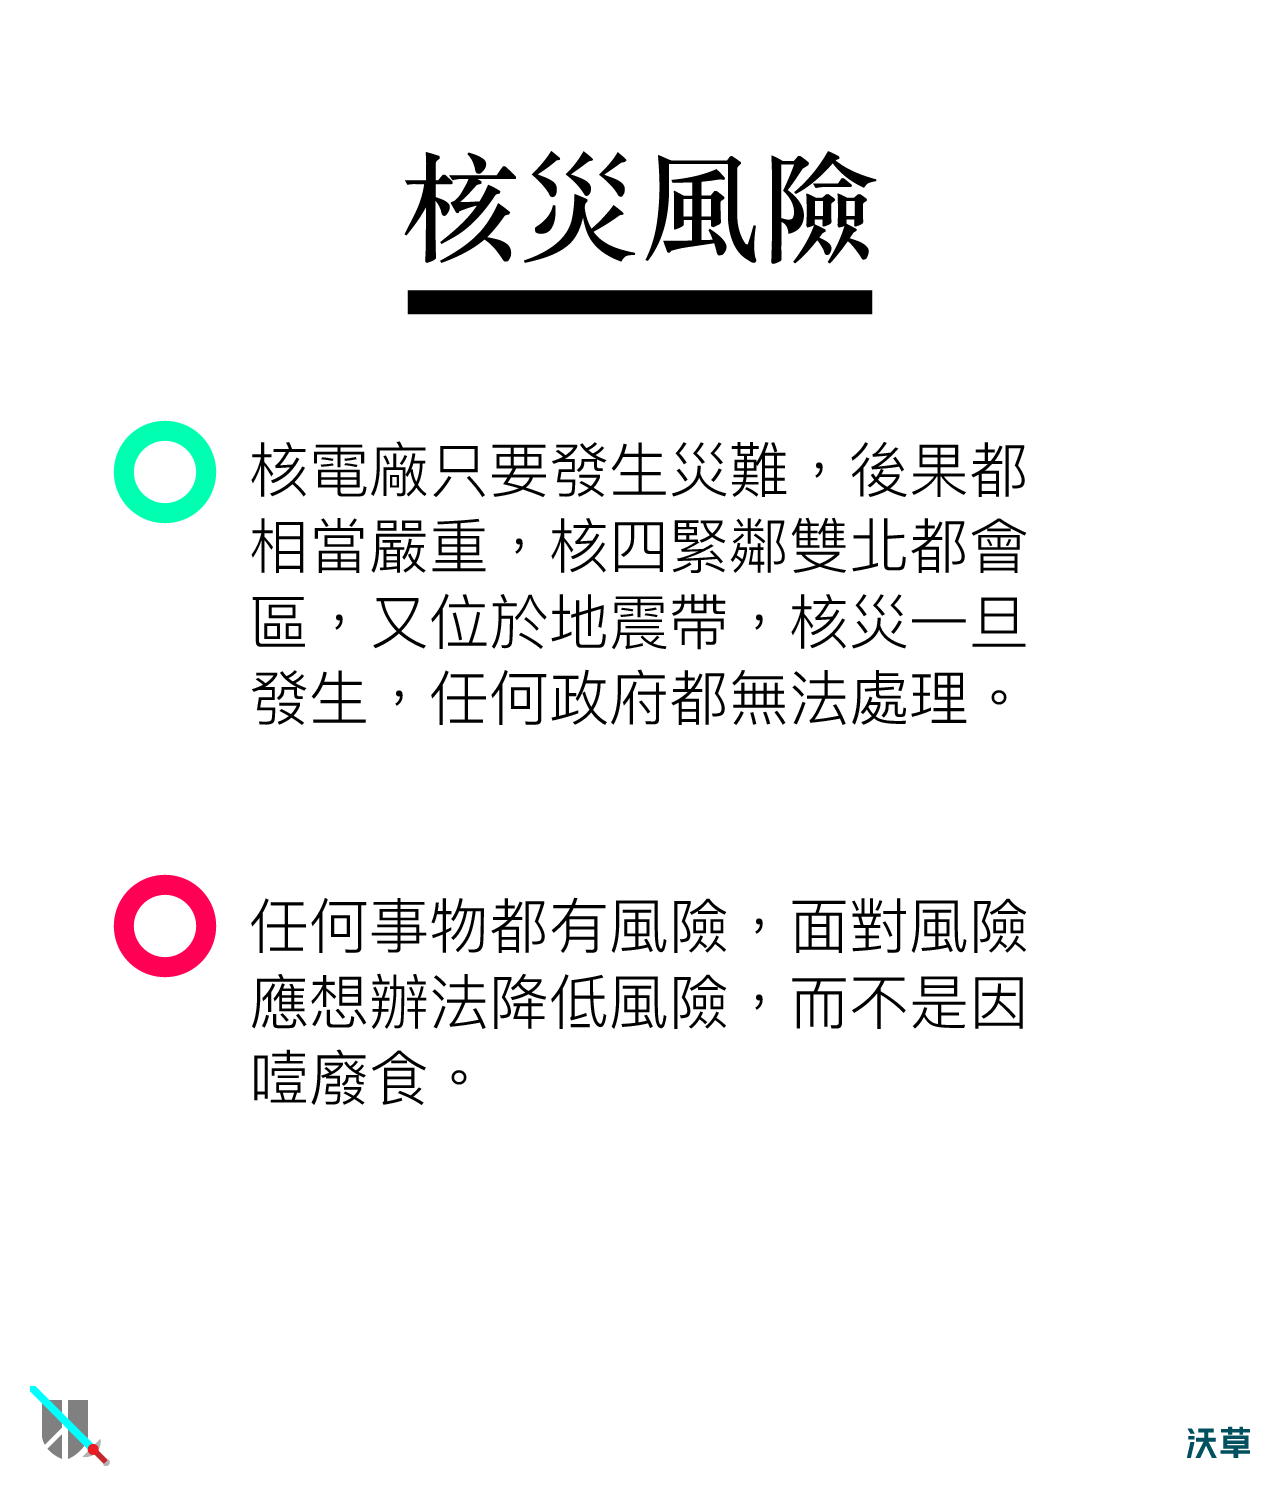 核災風險
核電廠只要發生災難，後果都
相當嚴重，核四緊鄰雙北都會
區，又位於地震帶，核災一旦
發生，任何政府都無法處理。
任何事物都有風險，面對風險
應想辦法降低風險，而不是因
噎廢食。
沃草